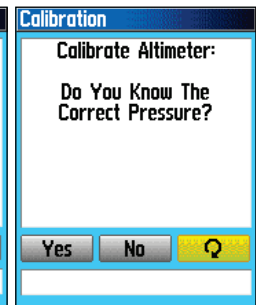 Calibration
Calibrate Altimeter:
Do You Know The
Correct Pressure?
Yes No